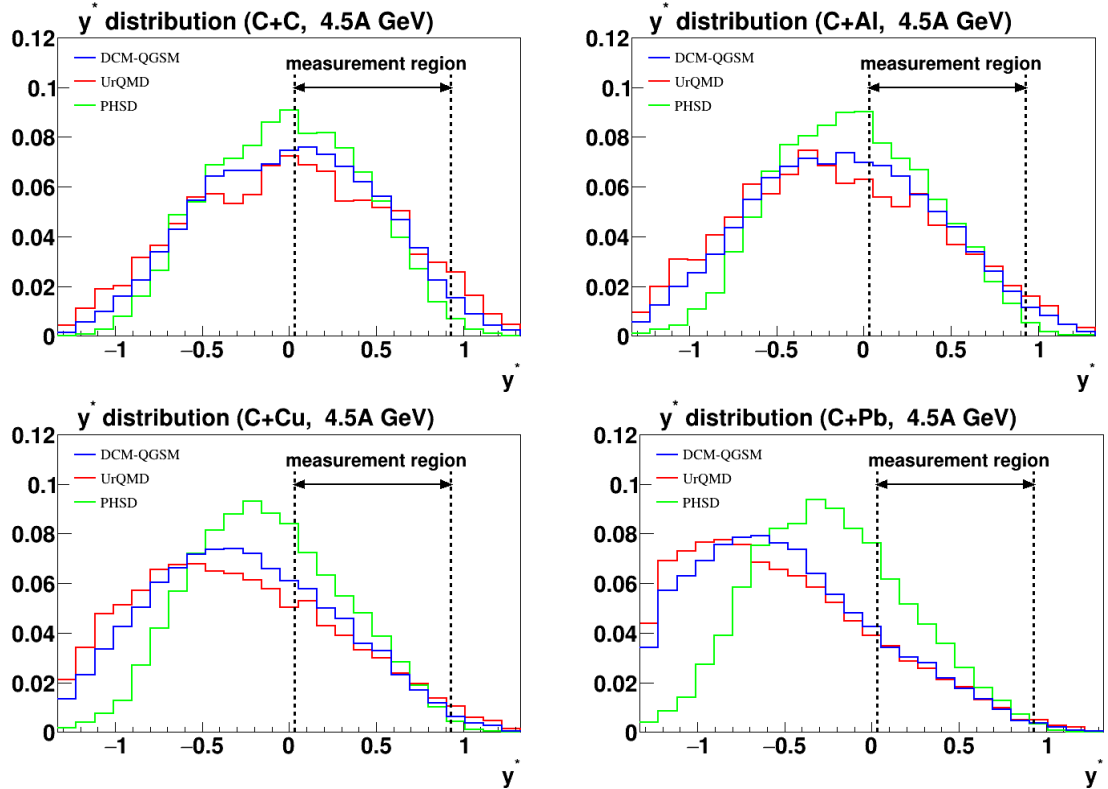 y* distribution (C+C, 4.5A GeV)
0.12
0.1
0.08
0.06
0.04
0.02
0
DCM-QGSM
UrQMD
PHSD
measurement region
−1
−0.5
0
0.5
1
y*
y* distribution (C+Al, 4.5A GeV)
0.12
0.1
0.08
0.06
0.04
0.02
0
DCM-QGSM
UrQMD
PHSD
measurement region
−1
−0.5
0
0.5
1
y*
y* distribution (C+Cu, 4.5A GeV)
0.12
0.1
0.08
0.06
0.04
0.02
0
DCM-QGSM
UrQMD
PHSD
measurement region
−1
−0.5
0
0.5
1
y*
y* distribution (C+Pb, 4.5A GeV)
0.12
0.1
0.08
0.06
0.04
0.02
0
DCM-QGSM
UrQMD
PHSD
measurement region
−1
−0.5
0
0.5
1
y*